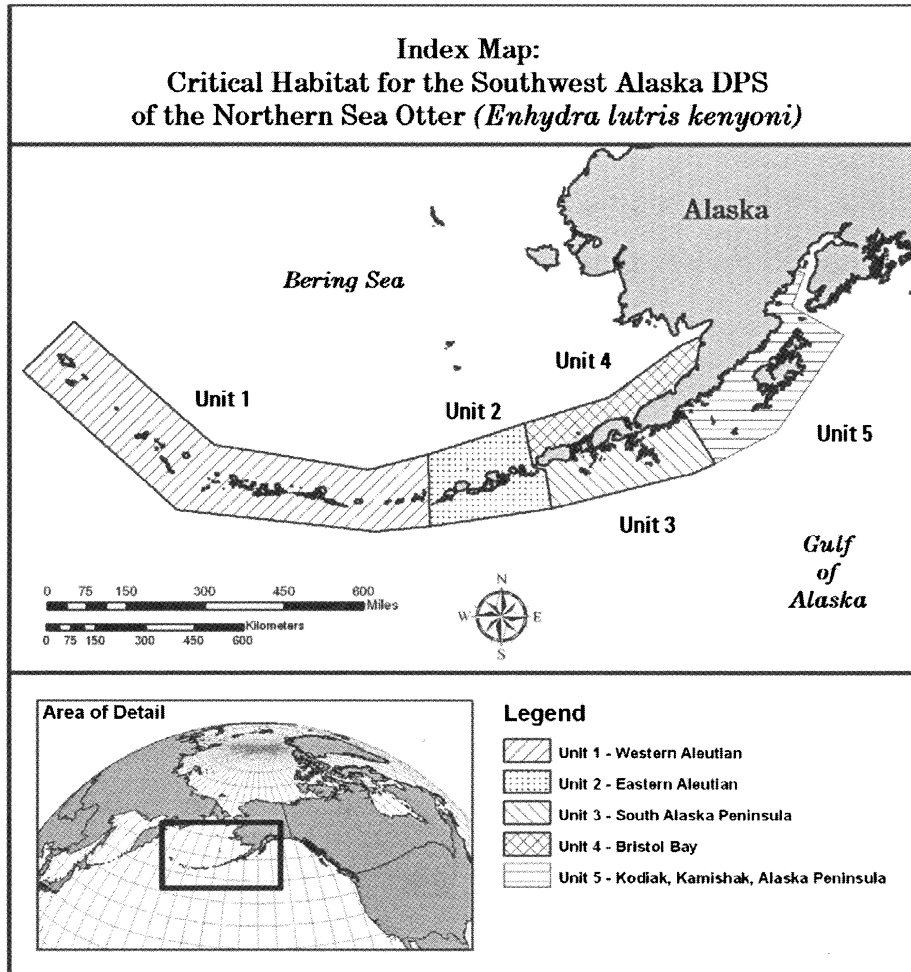 Index Map:
Critical Habitat for the Southwest Alaska DPS
of the Northern Sea Otter (Enhydra lutris kenyoni)
Alaska
Bering Sea
Unit 4
Unit 1
Unit 2
Unit 5
Unit 3
Gulf
of
Alaska
0 75 150 300 450 600
Miles
Kilometers
0 75 150 300 450 600
N
W E
S
Area of Detail
Legend
Unit 1 - Western Aleutian
Unit 2 - Eastern Aleutian
Unit 3 - South Alaska Peninsula
Unit 4 - Bristol Bay
Unit 5 - Kodiak, Kamishak, Alaska Peninsula